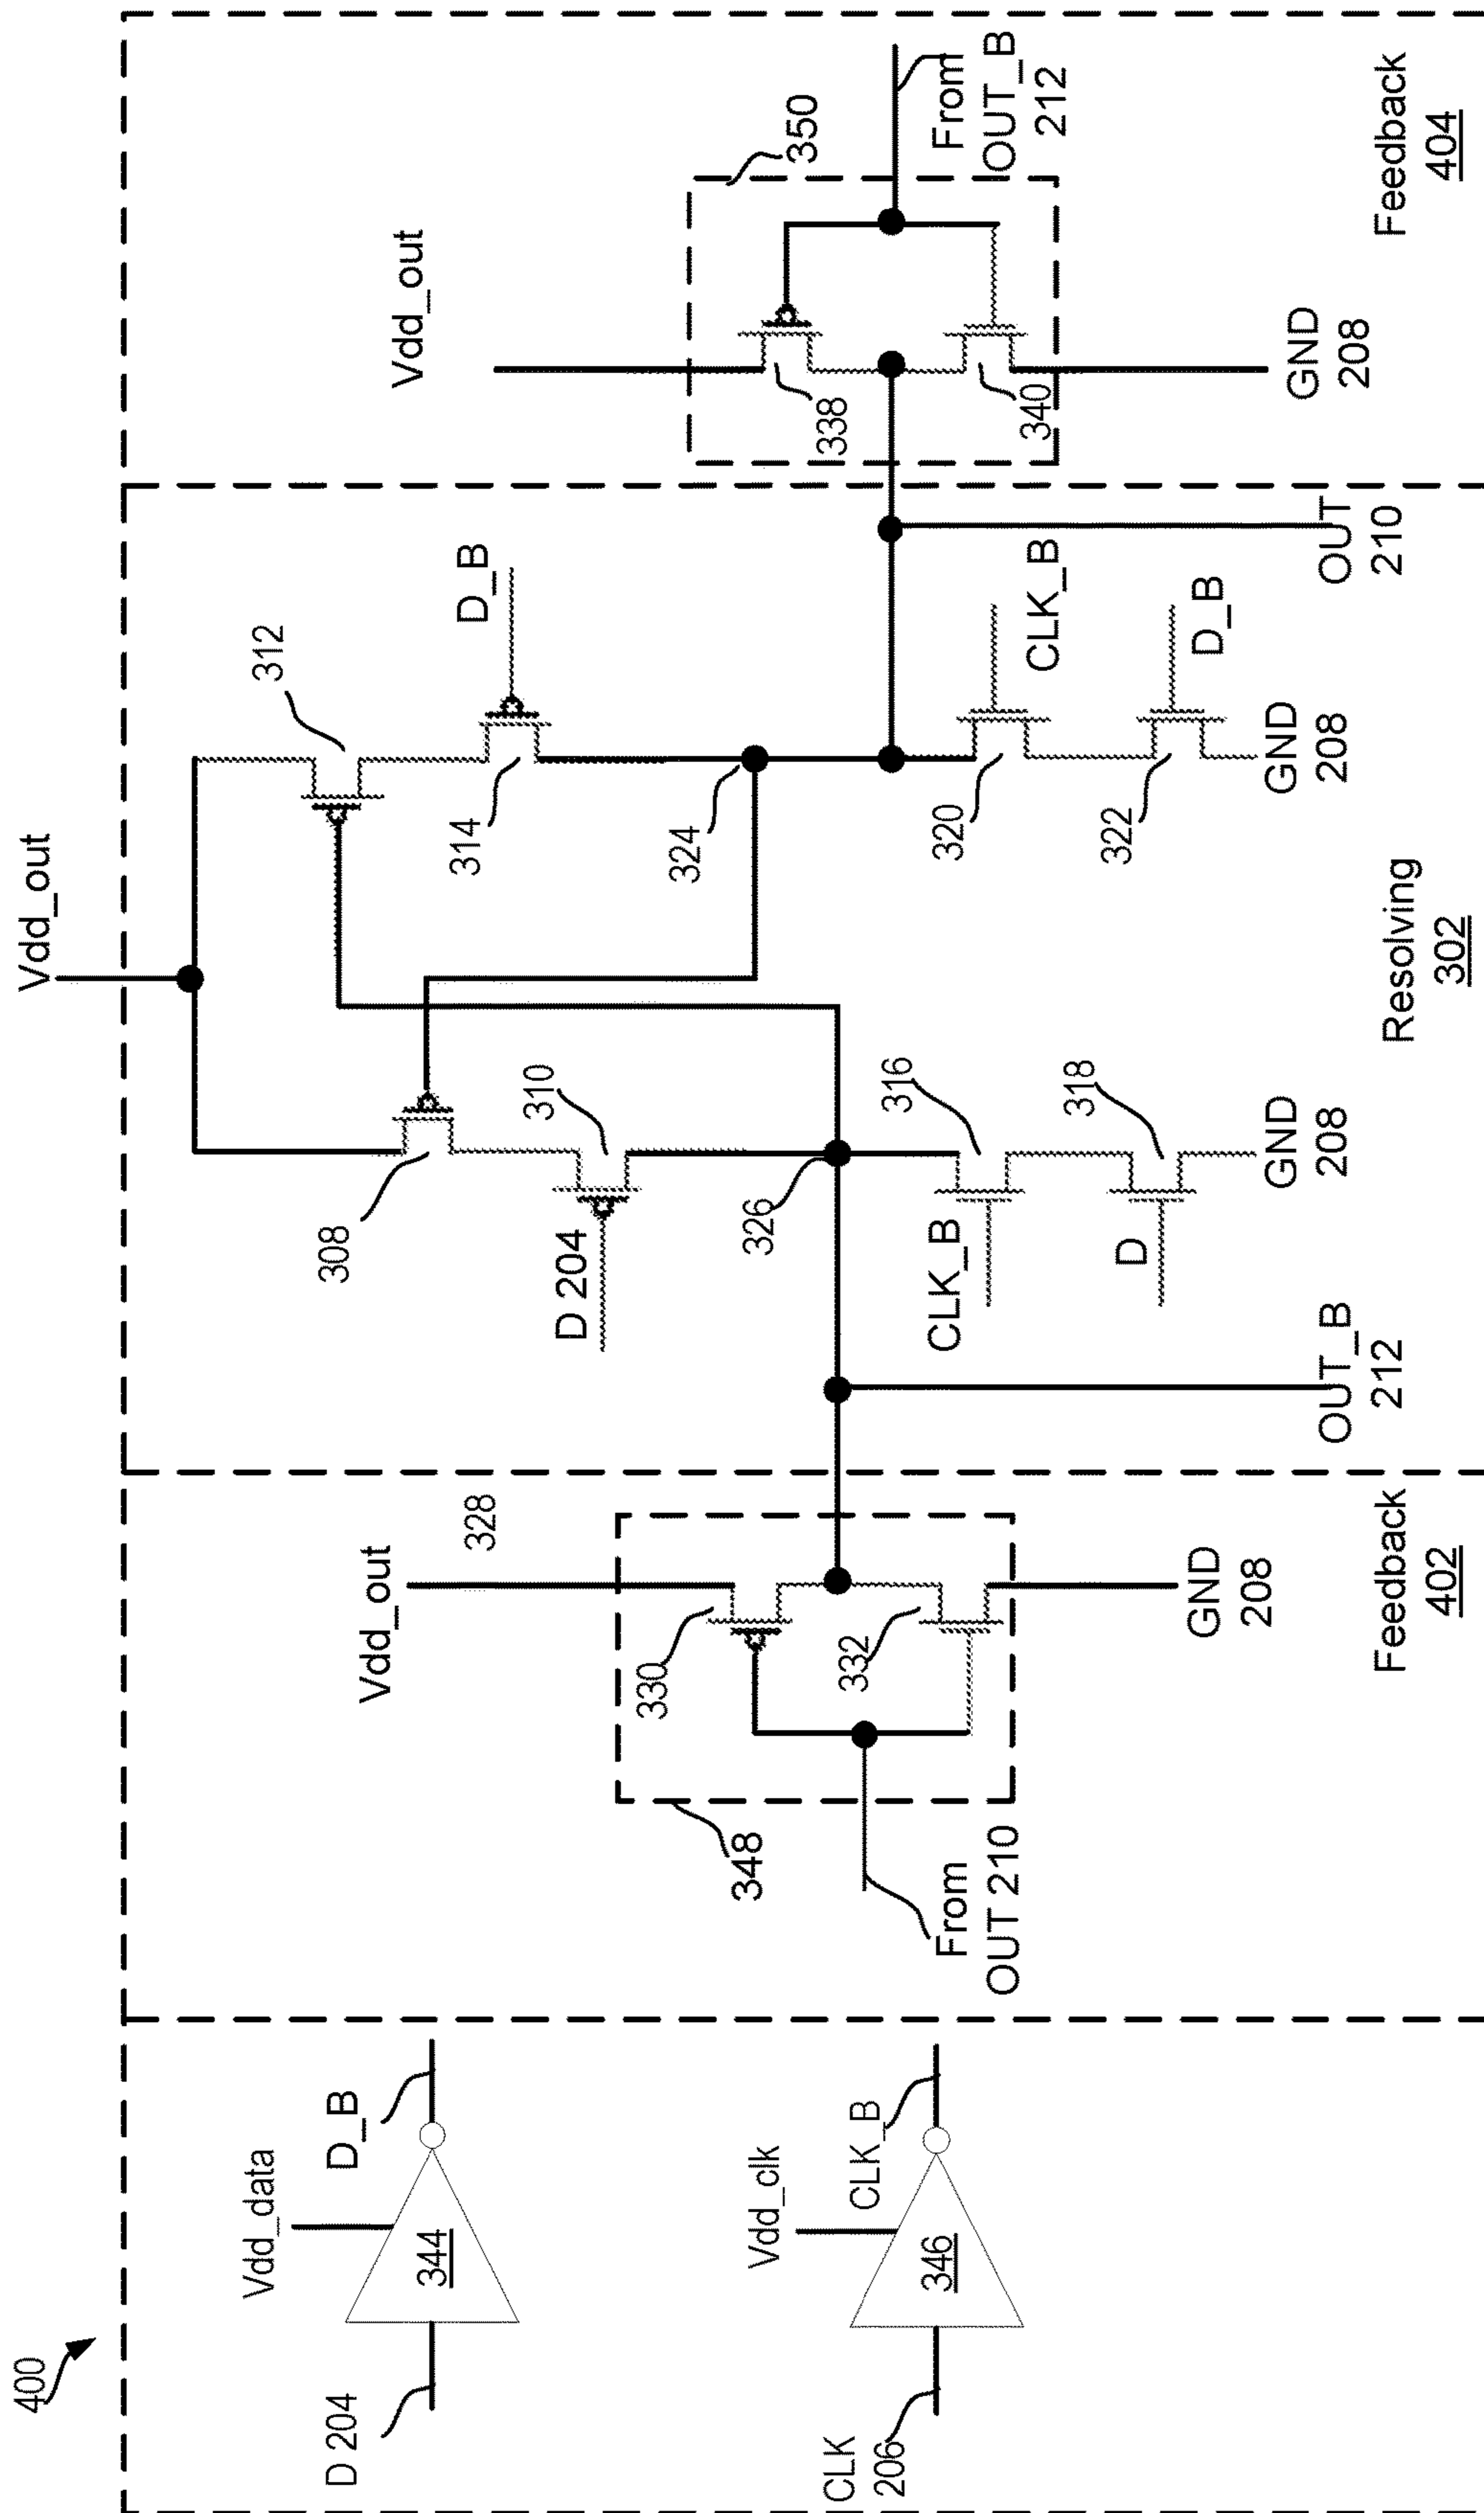 400
D 204
Vdd_data
344
D_B
CLK
206
Vdd_clk
346
CLK_B
Vdd_out
328
330
332
348
From
OUT 210
GND
208
Feedback
402
Vdd_out
308
D 204
310
326
CLK_B
316
D
318
GND
208
OUT_B
212
312
314
D_B
324
320
CLK_B
322
D_B
GND
208
OUT
210
Resolving
302
Vdd_out
350
338
340
From
OUT_B
212
GND
208
Feedback
404